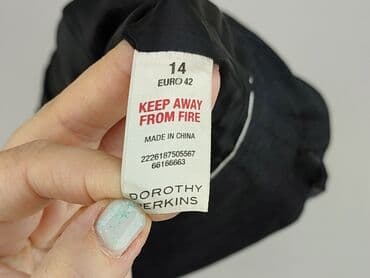 14
EURO 42
KEEP AWAY
FROM FIRE
MADE IN CHINA
2226187505567
66166663
DOROTHY
PERKINS